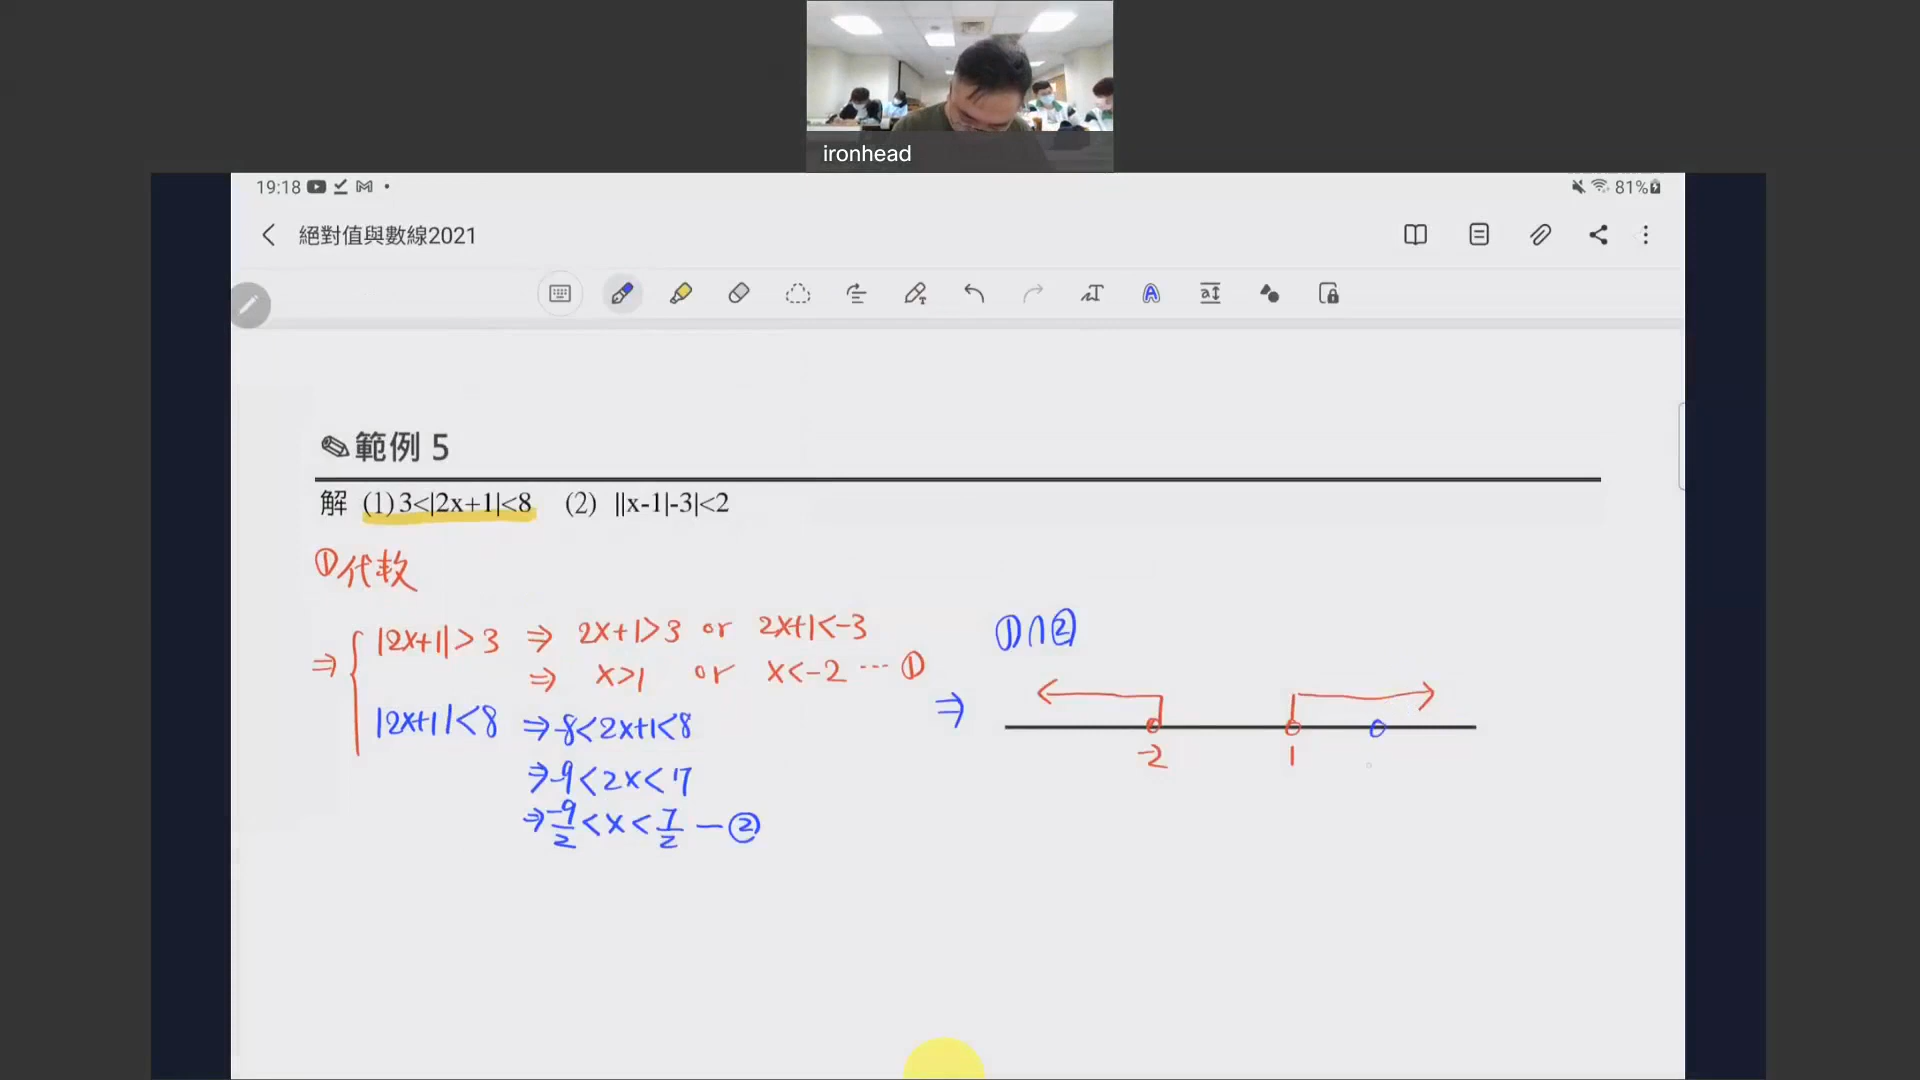 ironhead
19:18
81%
絕對值與數線2021
範例 5
解 (1) 3<|2x+1|<8 (2) ||x-1|-3|<2
①代数
⇒ |2x+1|>3 ⇒ 2x+1>3 or 2x+1<-3
⇒ x>1 or x<-2 ... ①
|2x+1|<8 ⇒ -8<2x+1<8
⇒ -9<2x<17
⇒ -9/2<x<7/2 — ②
①∩②
⇒
-2 1